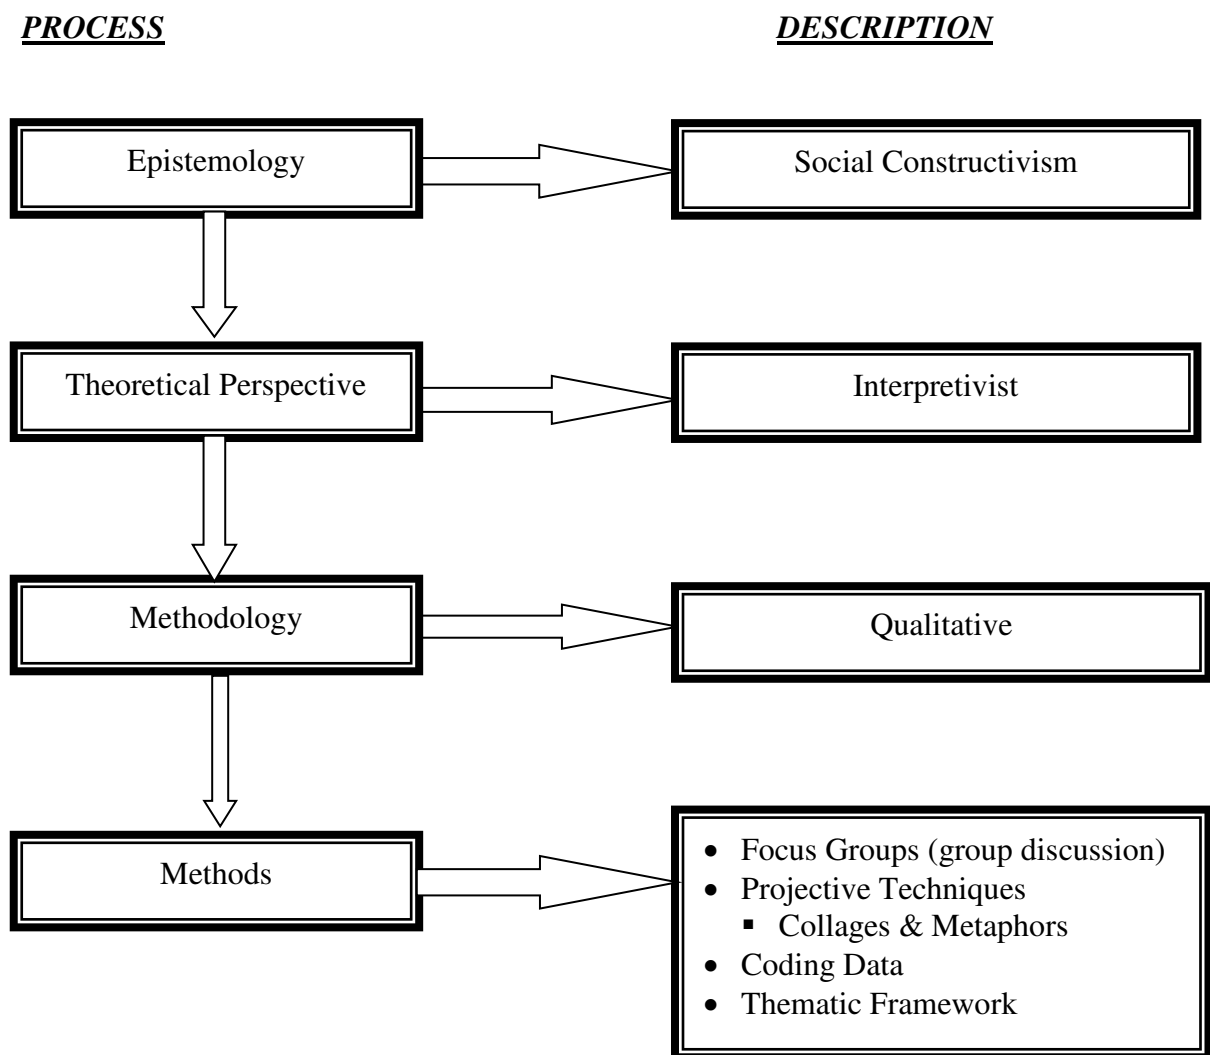 PROCESS DESCRIPTION
Epistemology
Social Constructivism
Theoretical Perspective
Interpretivist
Methodology
Qualitative
Methods
• Focus Groups (group discussion)
• Projective Techniques
▪ Collages & Metaphors
• Coding Data
• Thematic Framework